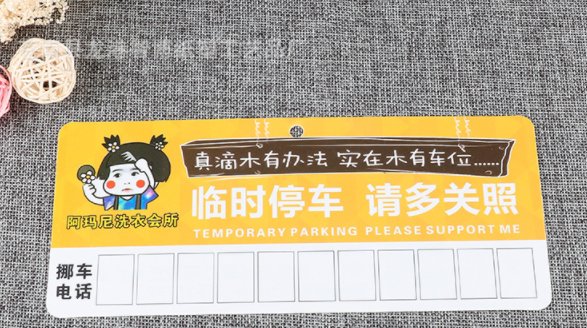 真滴木有办法 实在木有车位......
临时停车 请多关照
TEMPORARY PARKING PLEASE SUPPORT ME
阿玛尼洗衣会所
挪车
电话